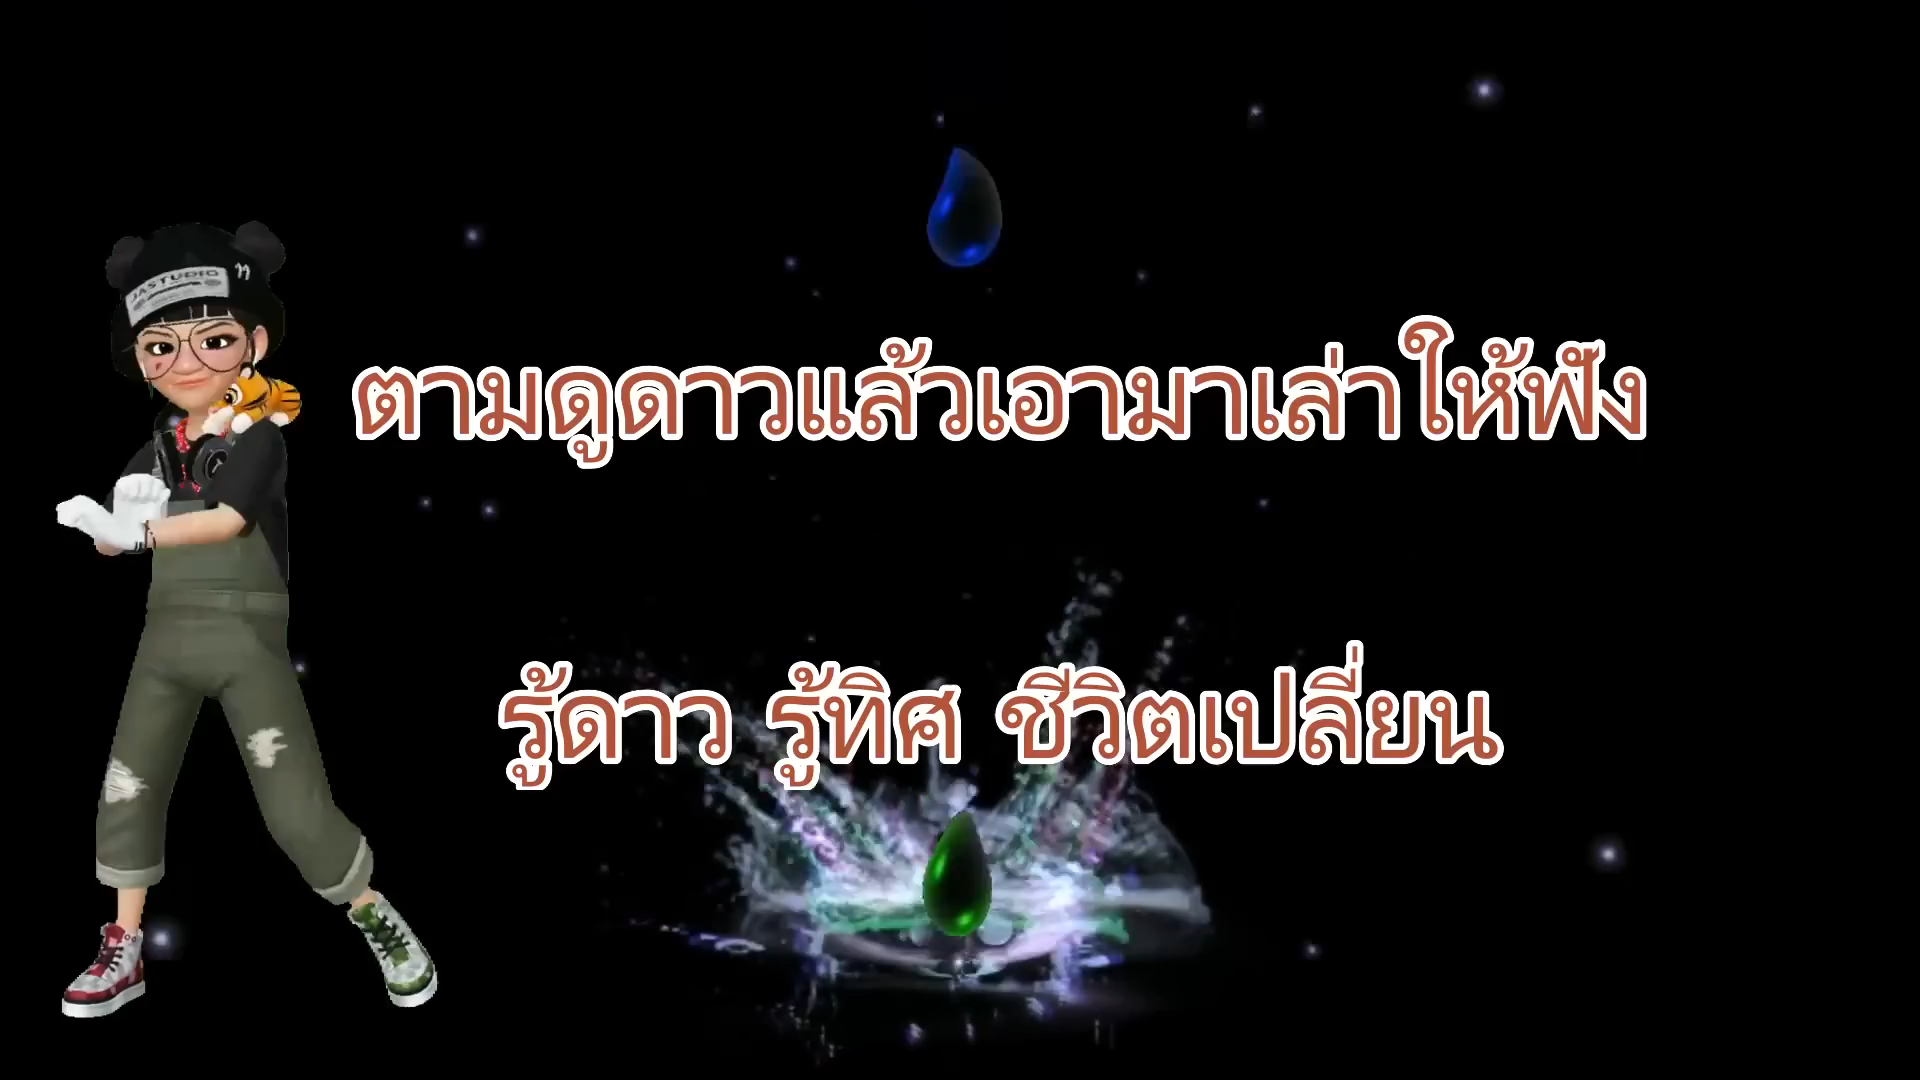 JASTUDIO
ตามดูดาวแล้วเอามาเล่าให้ฟัง
รู้ดาว รู้ทิศ ชีวิตเปลี่ยน